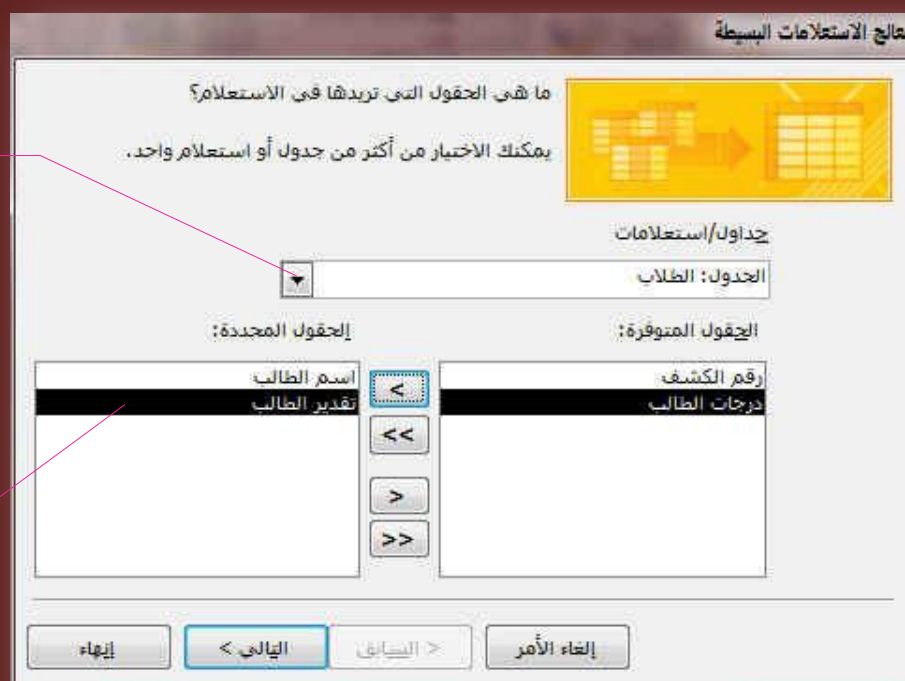 معالج الاستعلامات البسيطة
ما هي الحقول التي تريدها في الاستعلام؟
يمكنك الاختيار من أكثر من جدول أو استعلام واحد.
جداول/استعلامات
الجدول: الطلاب
الحقول المتوفرة:
رقم الكشف
درجات الطالب
<
<<
>
>>
الحقول المحددة:
اسم الطالب
تقدير الطالب
إلغاء الأمر
< السابق
التالي >
إنهاء